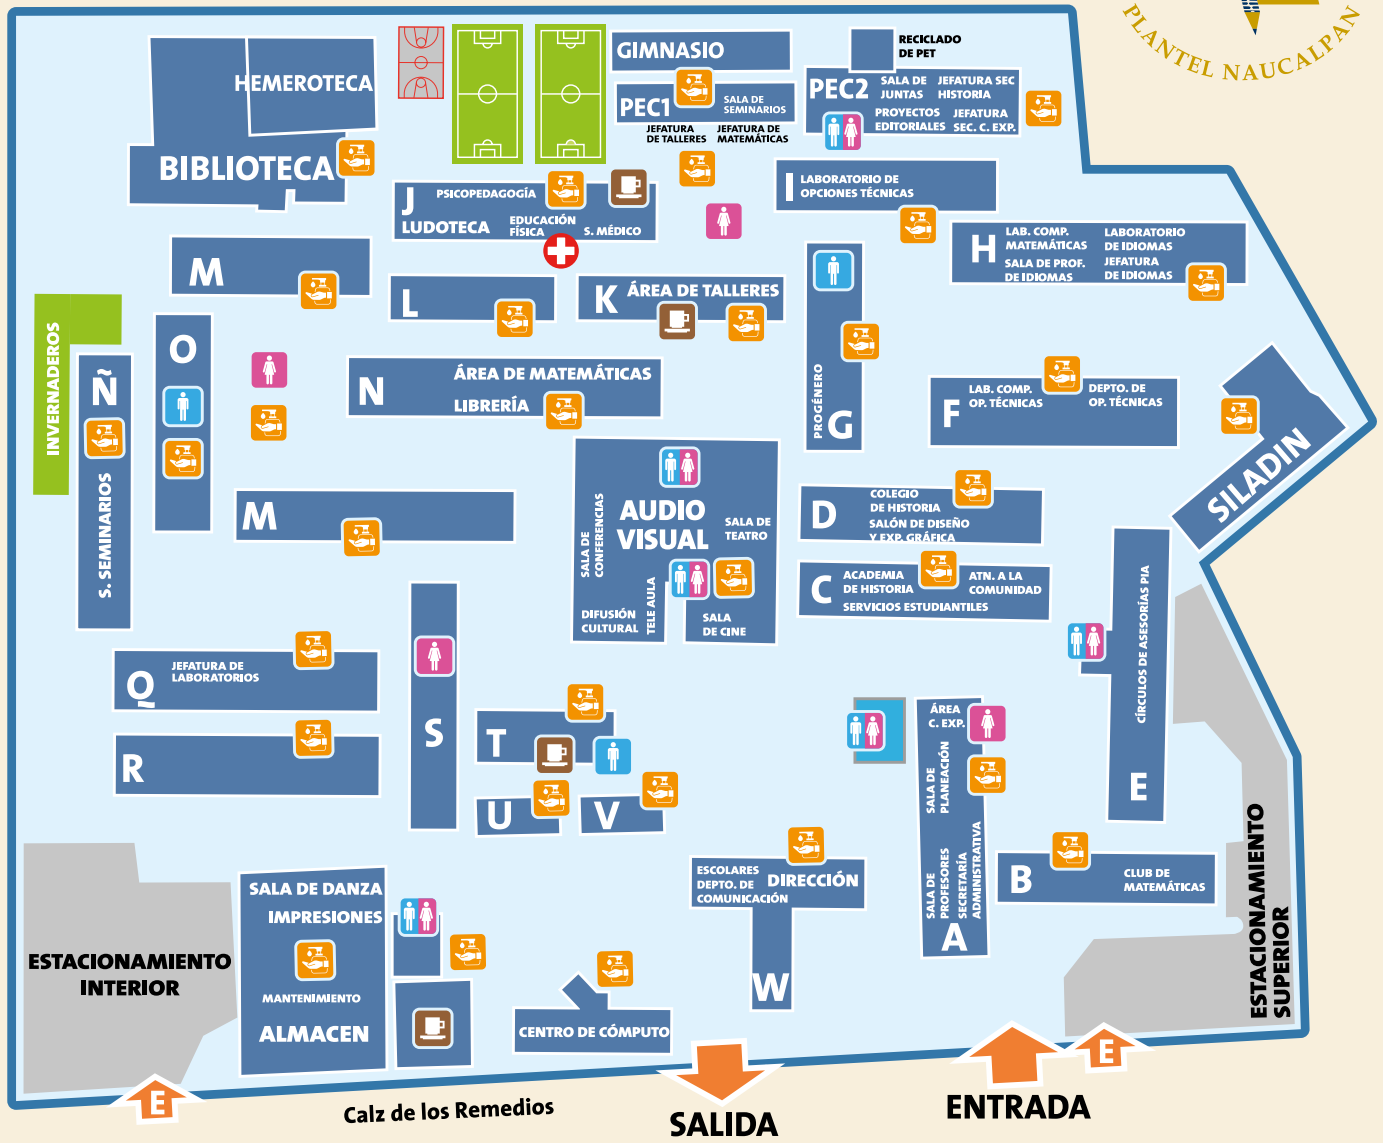 PLANTEL NAUCALPAN
HEMEROTECA
BIBLIOTECA
GIMNASIO
PEC1
SALA DE
SEMINARIOS
JEFATURA
DE TALLERES
JEFATURA DE
MATEMÁTICAS
RECICLADO
DE PET
PEC2
SALA DE
JUNTAS
JEFATURA SEC
HISTORIA
PROYECTOS
EDITORIALES
JEFATURA
SEC. C. EXP.
J
PSICOPEDAGOGÍA
LUDOTECA
EDUCACIÓN
FÍSICA
S. MÉDICO
I
LABORATORIO DE
OPCIONES TÉCNICAS
H
LAB. COMP.
MATEMÁTICAS
LABORATORIO
DE IDIOMAS
SALA DE PROF.
DE IDIOMAS
JEFATURA
DE IDIOMAS
M
L
K
ÁREA DE TALLERES
INVERNADEROS
Ñ
S. SEMINARIOS
O
N
ÁREA DE MATEMÁTICAS
LIBRERÍA
PROGÉNERO
G
F
LAB. COMP.
OP. TÉCNICAS
DEPTO. DE
OP. TÉCNICAS
SILADIN
M
SALA DE
CONFERENCIAS
AUDIO
VISUAL
SALA DE
TEATRO
DIFUSIÓN
CULTURAL
TELE AULA
SALA
DE CINE
D
COLEGIO
DE HISTORIA
SALÓN DE DISEÑO
Y EXP. GRÁFICA
C
ACADEMIA
DE HISTORIA
ATN. A LA
COMUNIDAD
SERVICIOS ESTUDIANTILES
CÍRCULOS DE ASESORÍAS PIA
E
Q
JEFATURA DE
LABORATORIOS
R
S
T
U
V
ÁREA
C. EXP.
SALA DE
PLANEACIÓN
SALA DE
PROFESORES
SECRETARÍA
ADMINISTRATIVA
A
B
CLUB DE
MATEMÁTICAS
ESTACIONAMIENTO
SUPERIOR
ESCOLARES
DEPTO. DE
COMUNICACIÓN
DIRECCIÓN
W
ESTACIONAMIENTO
INTERIOR
SALA DE DANZA
IMPRESIONES
MANTENIMIENTO
ALMACEN
CENTRO DE CÓMPUTO
E
E
Calz de los Remedios
SALIDA
ENTRADA